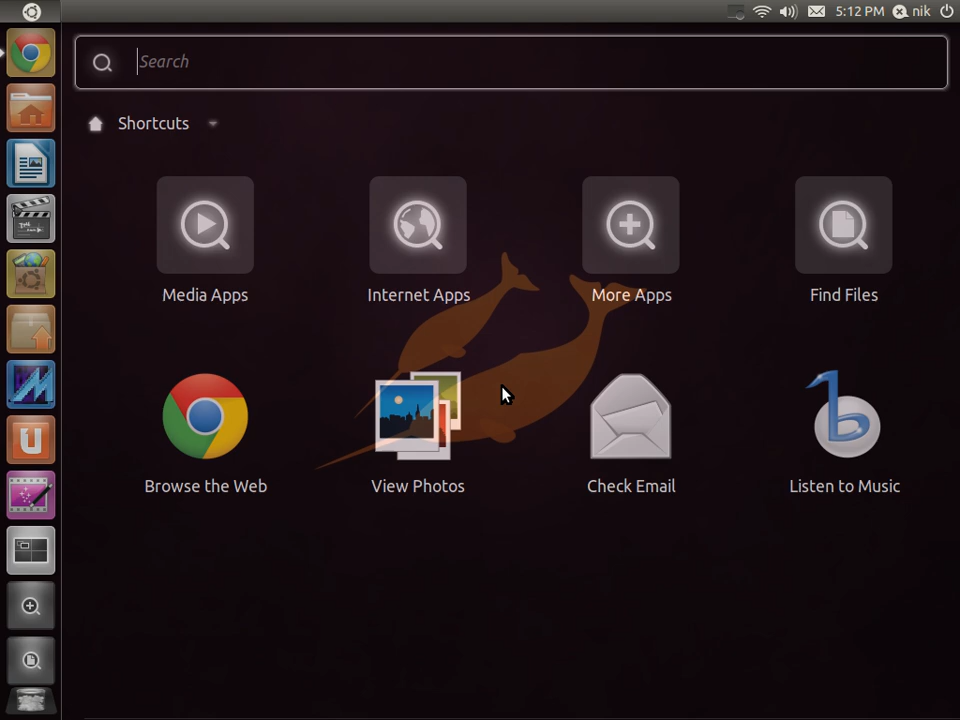 5:12 PM nik
Search
Shortcuts
Media Apps
Internet Apps
More Apps
Find Files
Browse the Web
View Photos
Check Email
Listen to Music